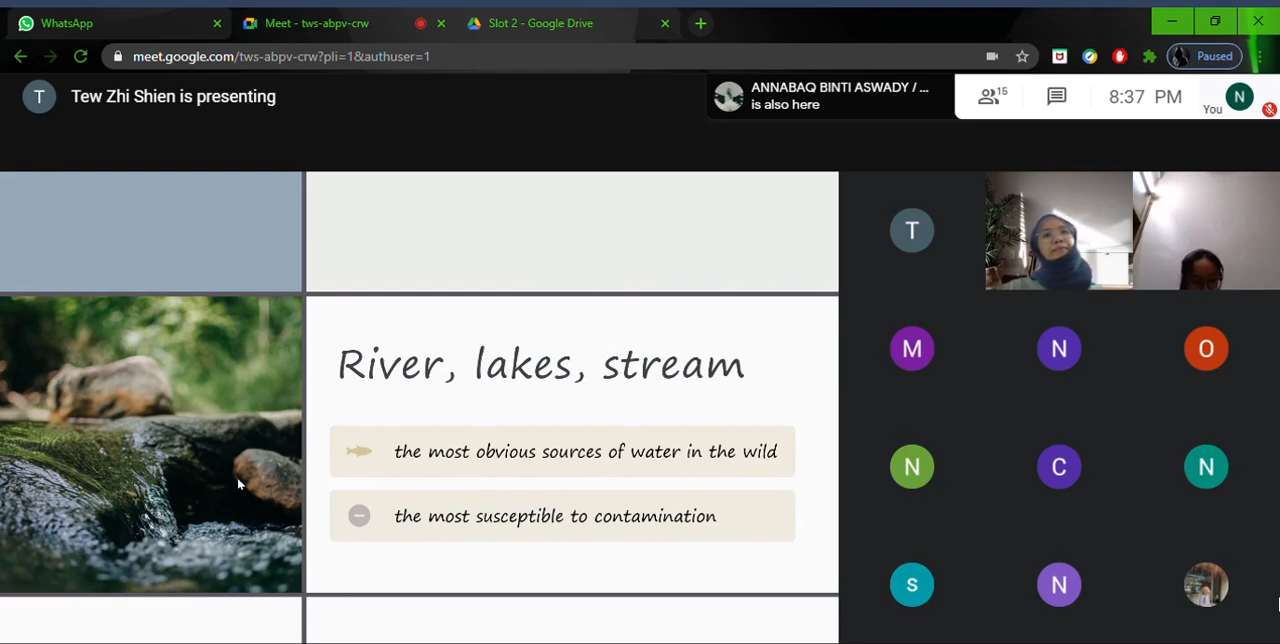 WhatsApp
Meet - tws-abpv-crw
Slot 2 - Google Drive
meet.google.com/tws-abpv-crw?pli=1&authuser=1
Paused
T
Tew Zhi Shien is presenting
ANNABAQ BINTI ASWADY / ...
is also here
15
8:37 PM
You
N
T
River, lakes, stream
the most obvious sources of water in the wild
the most susceptible to contamination
M
N
O
N
C
N
s
N